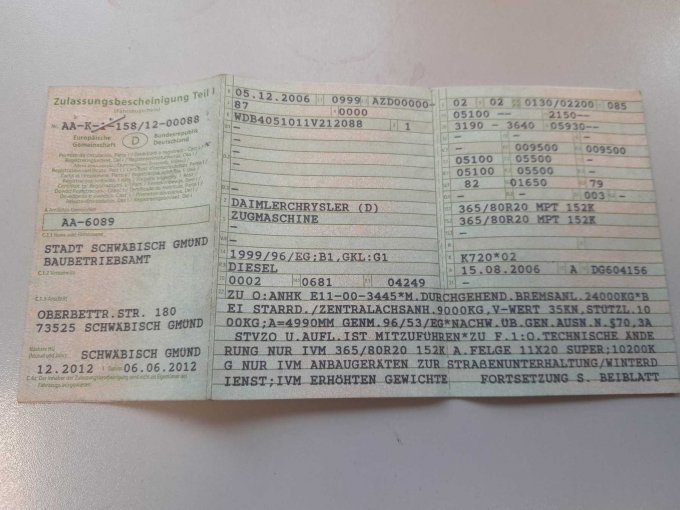 Zulassungsbescheinigung Teil I
(Fahrzeugschein)
Nr. AA-K-1-158/12-00088
Europäische Gemeinschaft
D
Bundesrepublik Deutschland
AA-6089
STADT SCHWÄBISCH GMÜND
BAUBETRIEBSAMT
C.1.3 Anschrift
OBERBETTR.STR. 180
73525 SCHWÄBISCH GMÜND
SCHWÄBISCH GMÜND
12.2012 06.06.2012
05.12.2006 0999 AZD00000-
87 0000
WDB4051011V212088 1
-
-
-
-
-
DAIMLERCHRYSLER (D)
ZUGMASCHINE
-
1999/96/EG;B1,GKL:G1
DIESEL
0002 0681 04249
02 02 0130/02200 085
05100 -- 2150--
3190 - 3640 -05930--
- 009500 009500
05100 05500 -
05100 05500 -
82 01650 79
- - 003 -
365/80R20 MPT 152K
365/80R20 MPT 152K
-
K720*02
15.08.2006 A DG604156
-
ZU O:ANHK E11-00-3445*M.DURCHGEHEND.BREMSANL.24000KG*B
EI STARRD./ZENTRALACHSANH.9000KG,V-WERT 35KN,STÜTZL.10
00KG;A=4990MM GENM.96/53/EG*NACHW.ÜB.GEN.AUSN.N.§70,3A
STVZO U.AUFL.IST MITZUFÜHREN*ZU F.1:O.TECHNISCHE ÄNDE
RUNG NUR IVM 365/80R20 152K A.FELGE 11X20 SUPER;10200K
G NUR IVM ANBAUGERÄTEN ZUR STRAßENUNTERHALTUNG/WINTERD
IENST;IVM ERHÖHTEN GEWICHTE FORTSETZUNG S. BEIBLATT